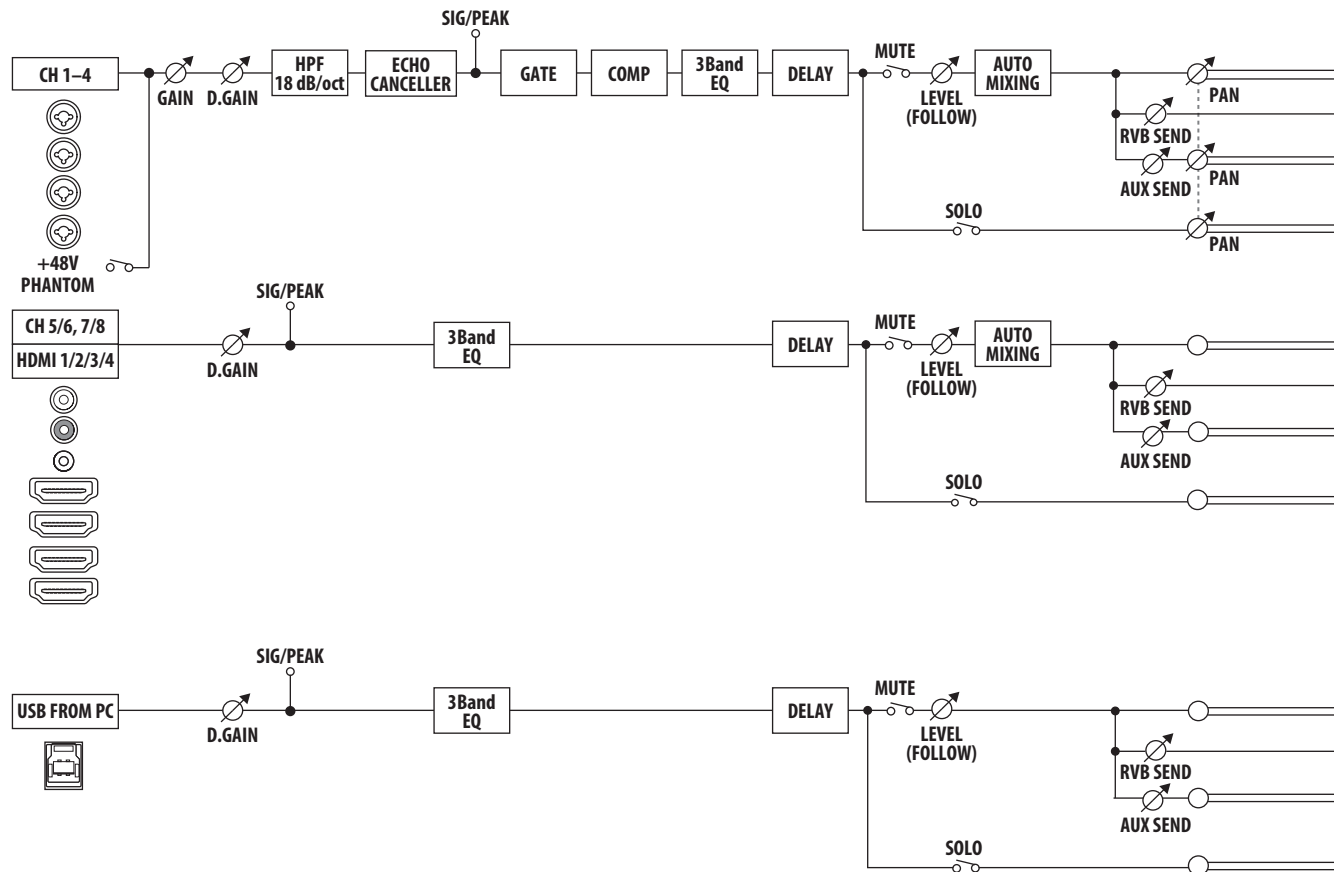 SIG/PEAK
CH 1–4
GAIN
D.GAIN
HPF
18 dB/oct
ECHO
CANCELLER
GATE
COMP
3Band
EQ
DELAY
MUTE
LEVEL
(FOLLOW)
AUTO
MIXING
PAN
RVB SEND
AUX SEND
PAN
SOLO
PAN
+48V
PHANTOM
SIG/PEAK
CH 5/6, 7/8
HDMI 1/2/3/4
D.GAIN
3Band
EQ
DELAY
MUTE
LEVEL
(FOLLOW)
AUTO
MIXING
RVB SEND
AUX SEND
SOLO
SIG/PEAK
USB FROM PC
D.GAIN
3Band
EQ
DELAY
MUTE
LEVEL
(FOLLOW)
RVB SEND
AUX SEND
SOLO